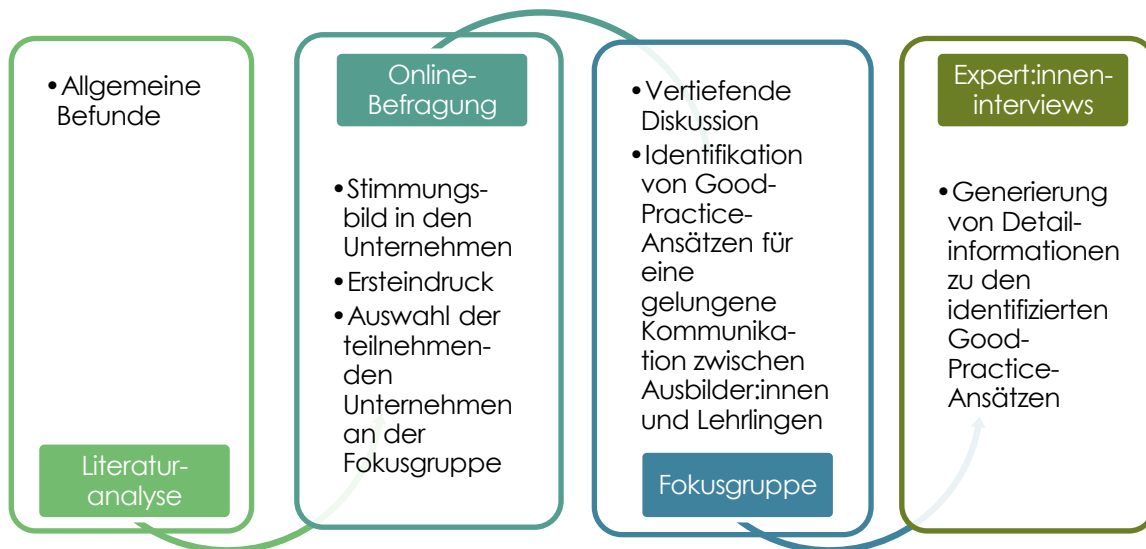 •Allgemeine
Befunde
Literatur-
analyse
Online-
Befragung
•Stimmungs-
bild in den
Unternehmen
•Ersteindruck
•Auswahl der
teilnehmen-
den
Unternehmen
an der
Fokusgruppe
•Vertiefende
Diskussion
•Identifikation
von Good-
Practice-
Ansätzen für
eine
gelungene
Kommunika-
tion zwischen
Ausbilder:innen
und Lehrlingen
Fokusgruppe
Expert:innen-
interviews
•Generierung
von Detail-
informationen
zu den
identifizierten
Good-
Practice-
Ansätzen